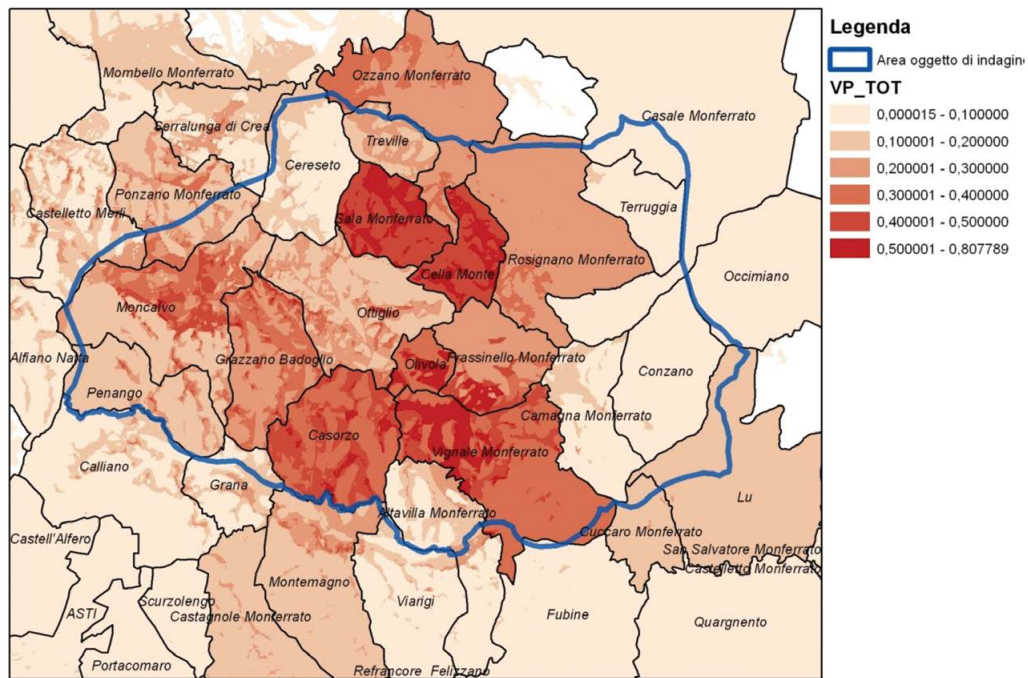 Mombello Monferrato
Ozzano Monferrato
Serralunga di Crea
Casale Monferrato
Treville
Cereseto
Ponzano Monferrato
Castelletto Merli
Sala Monferrato
Terruggia
Rosignano Monferrato
Cella Monte
Occimiano
Moncalvo
Ottiglio
Alfiano Natta
Grazzano Badoglio
Olivola
Frassinello Monferrato
Conzano
Penango
Camagna Monferrato
Casorzo
Vignale Monferrato
Calliano
Grana
Lu
Altavilla Monferrato
Cuccaro Monferrato
Castell'Alfero
San Salvatore Monferrato
Castelletto Monferrato
Montemagno
Scurzolengo
Viarigi
ASTI
Castagnole Monferrato
Fubine
Quargnento
Portacomaro
Refrancore
Felizzano
Legenda
Area oggetto di indagin
VP_TOT
0,000015 - 0,100000
0,100001 - 0,200000
0,200001 - 0,300000
0,300001 - 0,400000
0,400001 - 0,500000
0,500001 - 0,807789